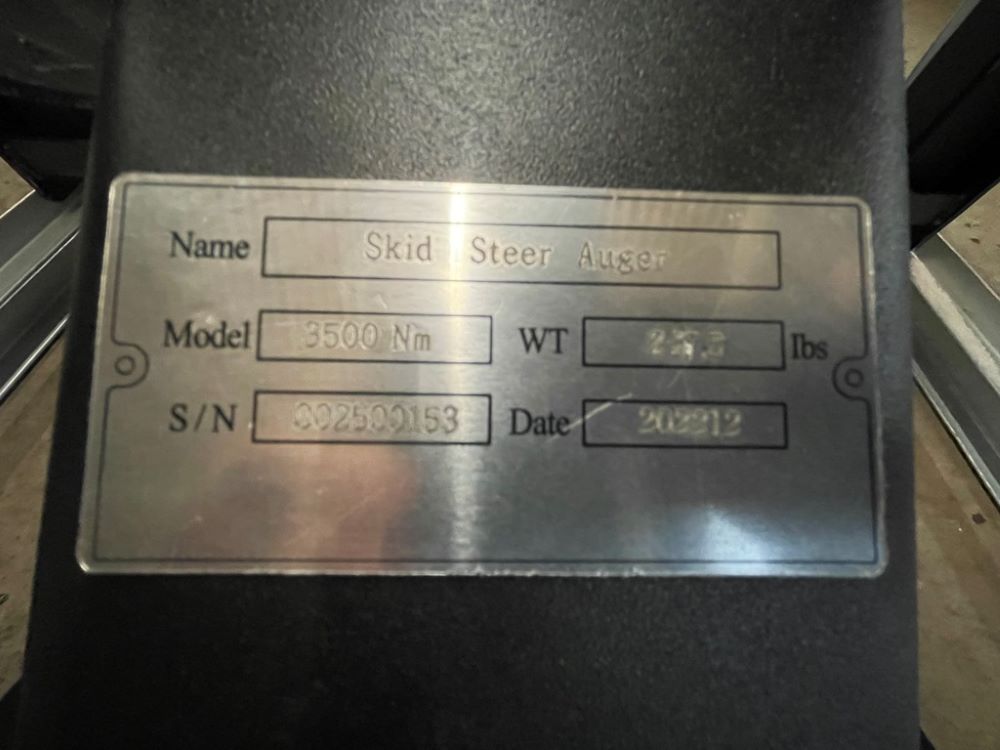 Name Skid Steer Auger
Model 3500 Nm WT Lbs
S/N 002500153 Date 202312